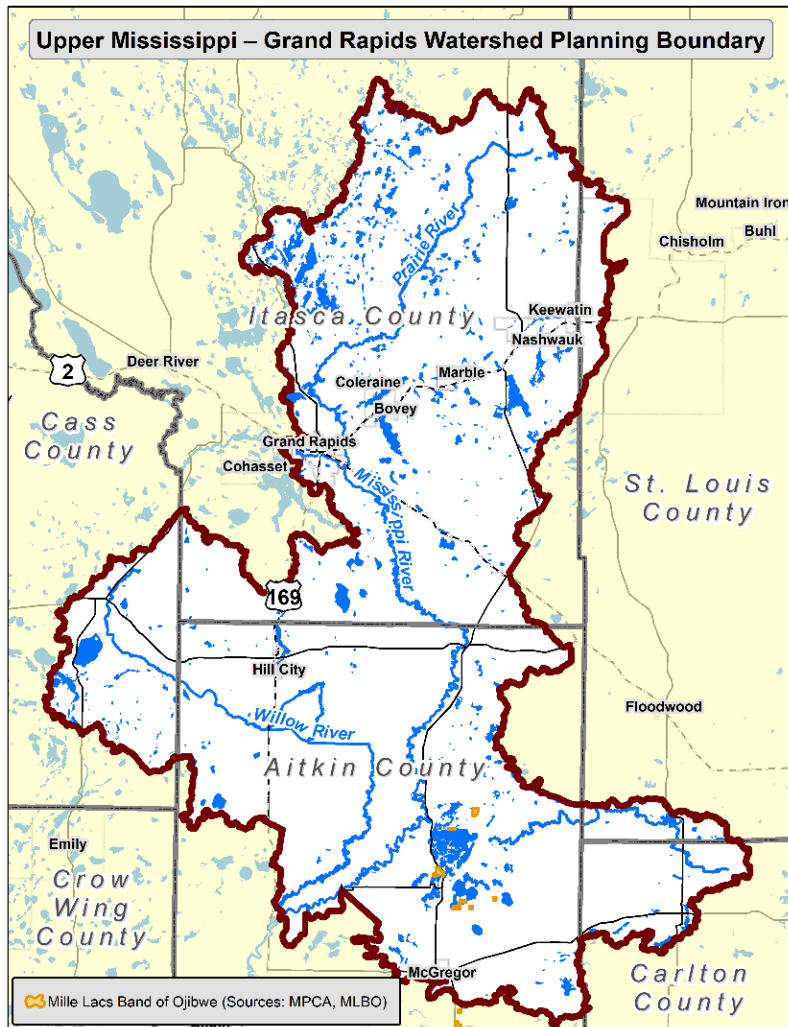 Upper Mississippi – Grand Rapids Watershed Planning Boundary
Mountain Iron
Buhl
Chisholm
Prairie River
Itasca County
Keewatin
Nashwauk
2
Deer River
Marble
Coleraine
Bovey
Cass
County
Grand Rapids
Cohasset
Mississippi River
St. Louis
County
169
Hill City
Floodwood
Willow River
Aitkin County
Emily
Crow
Wing
County
McGregor
Carlton
County
Mille Lacs Band of Ojibwe (Sources: MPCA, MLBO)